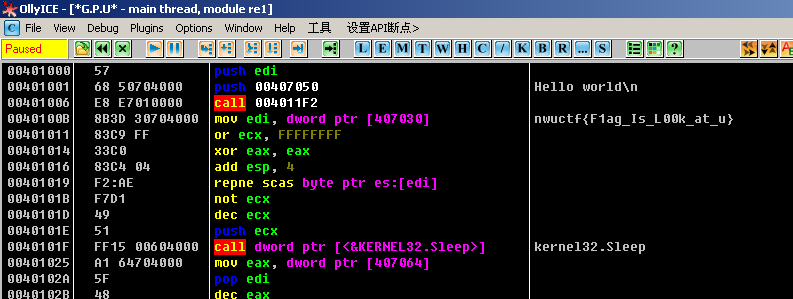 OllyICE - [*G.P.U* - main thread, module re1]
C File View Debug Plugins Options Window Help 工具 设置API断点>
Paused L E M T W H C / K B R ... S
00401000 57 push edi
00401001 68 50704000 push 00407050 Hello world\n
00401006 E8 E7010000 call 004011F2
0040100B 8B3D 30704000 mov edi, dword ptr [407030] nwuctf{F1ag_Is_L00k_at_u}
00401011 83C9 FF or ecx, FFFFFFFF
00401014 33C0 xor eax, eax
00401016 83C4 04 add esp, 4
00401019 F2:AE repne scas byte ptr es:[edi]
0040101B F7D1 not ecx
0040101D 49 dec ecx
0040101E 51 push ecx
0040101F FF15 00604000 call dword ptr [<&KERNEL32.Sleep>] kernel32.Sleep
00401025 A1 64704000 mov eax, dword ptr [407064]
0040102A 5F pop edi
0040102B 48 dec eax